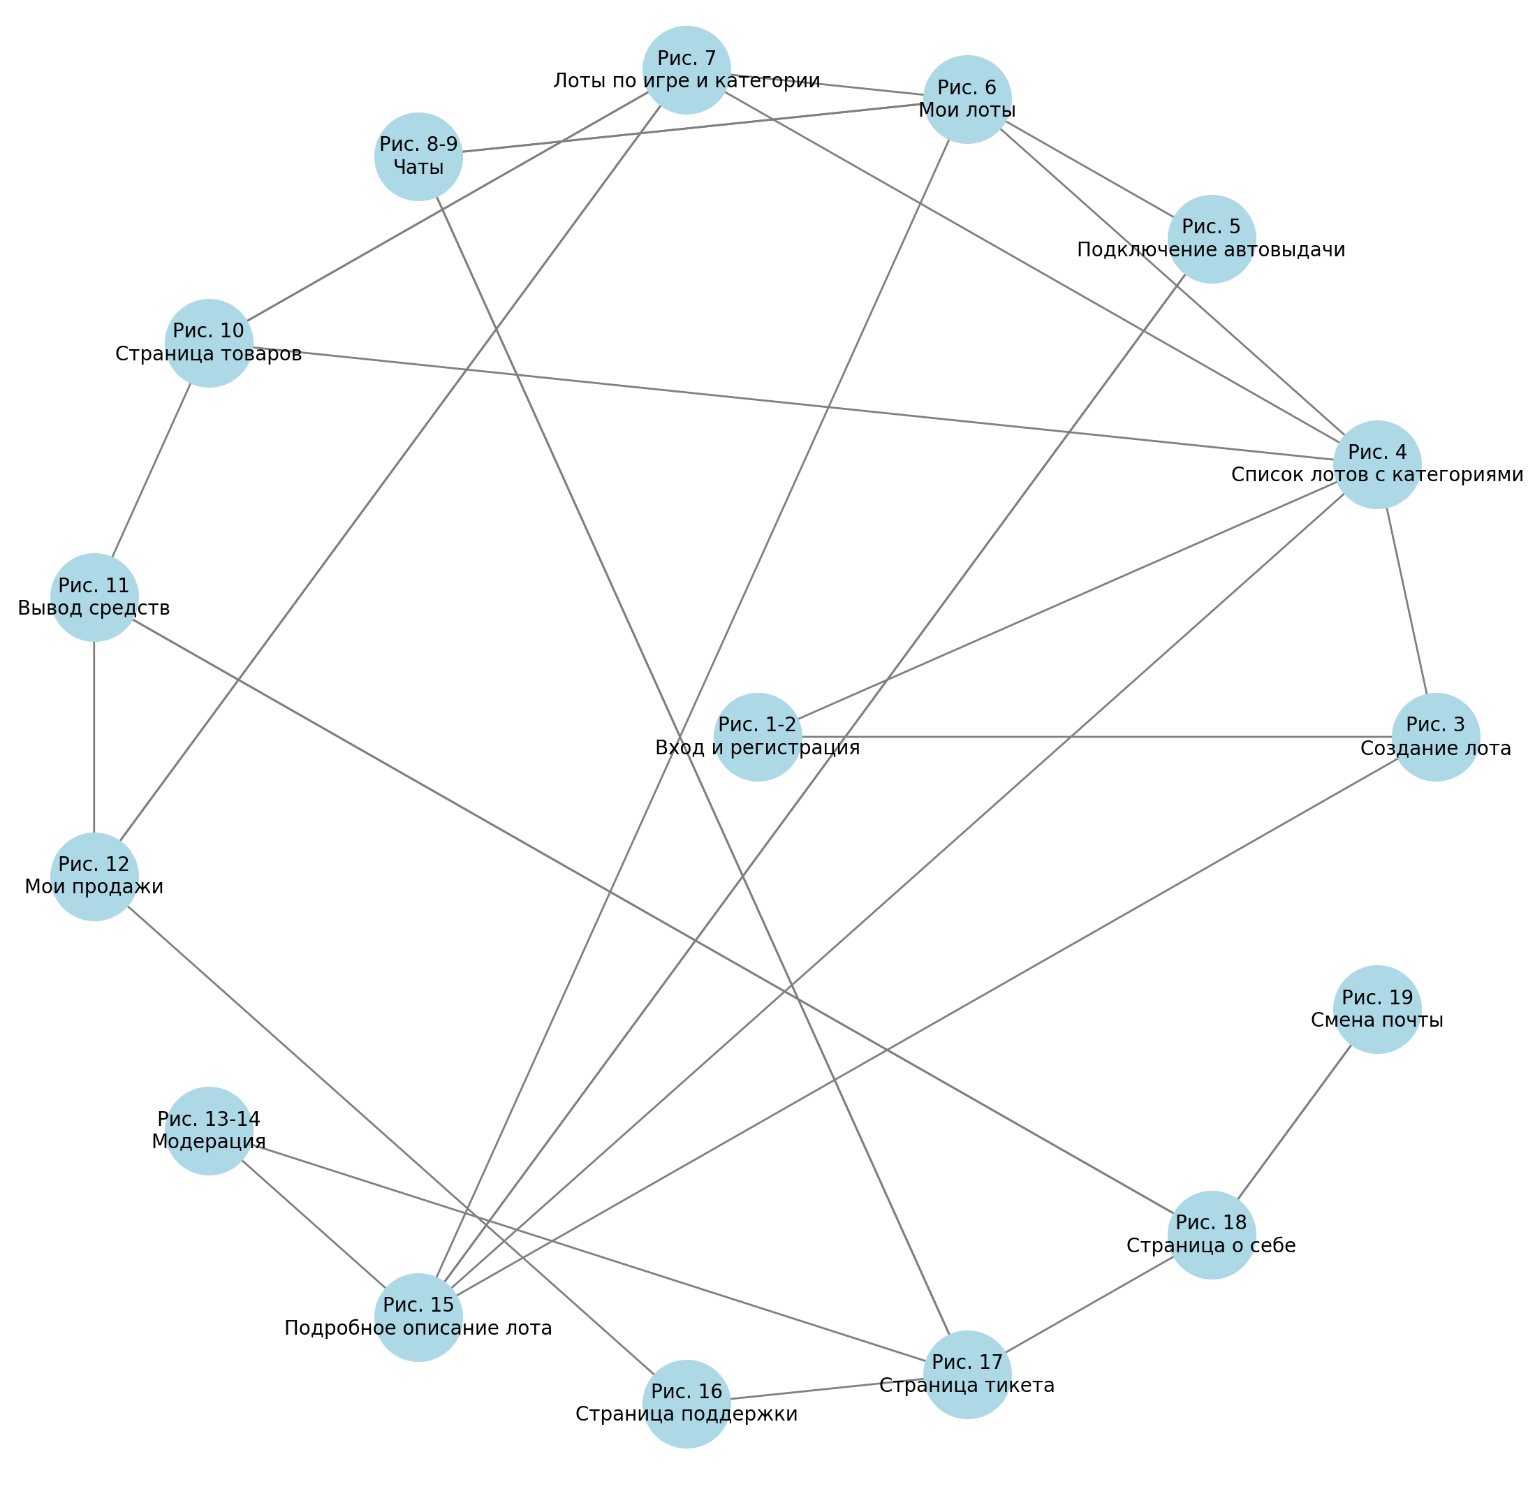 Рис. 7
Лоты по игре и категории
Рис. 6
Мои лоты
Рис. 8-9
Чаты
Рис. 5
Подключение автовыдачи
Рис. 10
Страница товаров
Рис. 4
Список лотов с категориями
Рис. 11
Вывод средств
Рис. 1-2
Вход и регистрация
Рис. 3
Создание лота
Рис. 12
Мои продажи
Рис. 19
Смена почты
Рис. 13-14
Модерация
Рис. 18
Страница о себе
Рис. 15
Подробное описание лота
Рис. 17
Страница тикета
Рис. 16
Страница поддержки